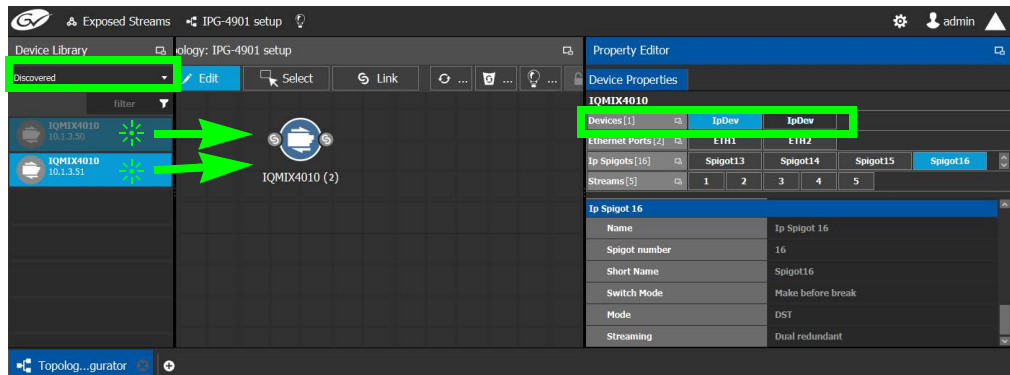 GV Exposed Streams IPG-4901 setup admin
Device Library
ology: IPG-4901 setup
Property Editor
Discovered
Edit Select Link ... ... ...
filter
IQMIX4010
10.1.3.50
IQMIX4010
10.1.3.51
IQMIX4010 (2)
Device Properties
IQMIX4010
Devices [1] IpDev IpDev
Ethernet Ports [2] ETH1 ETH2
Ip Spigots [16] Spigot13 Spigot14 Spigot15 Spigot16
Streams [5] 1 2 3 4 5
Ip Spigot 16
Name Ip Spigot 16
Spigot number 16
Short Name Spigot16
Switch Mode Make before break
Mode DST
Streaming Dual redundant
Topolog...gurator